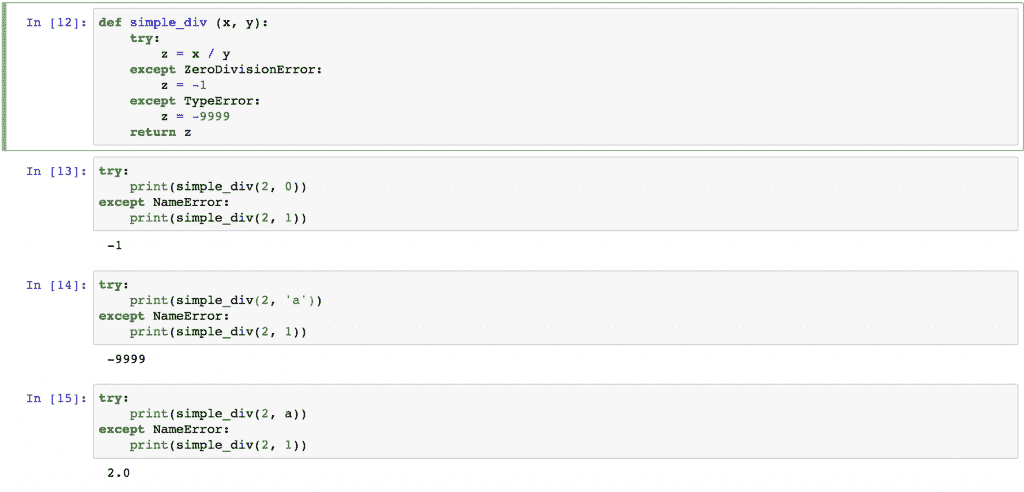 In [12]: def simple_div (x, y):
    try:
        z = x / y
    except ZeroDivisionError:
        z = -1
    except TypeError:
        z = -9999
    return z
In [13]: try:
    print(simple_div(2, 0))
except NameError:
    print(simple_div(2, 1))
-1
In [14]: try:
    print(simple_div(2, 'a'))
except NameError:
    print(simple_div(2, 1))
-9999
In [15]: try:
    print(simple_div(2, a))
except NameError:
    print(simple_div(2, 1))
2.0